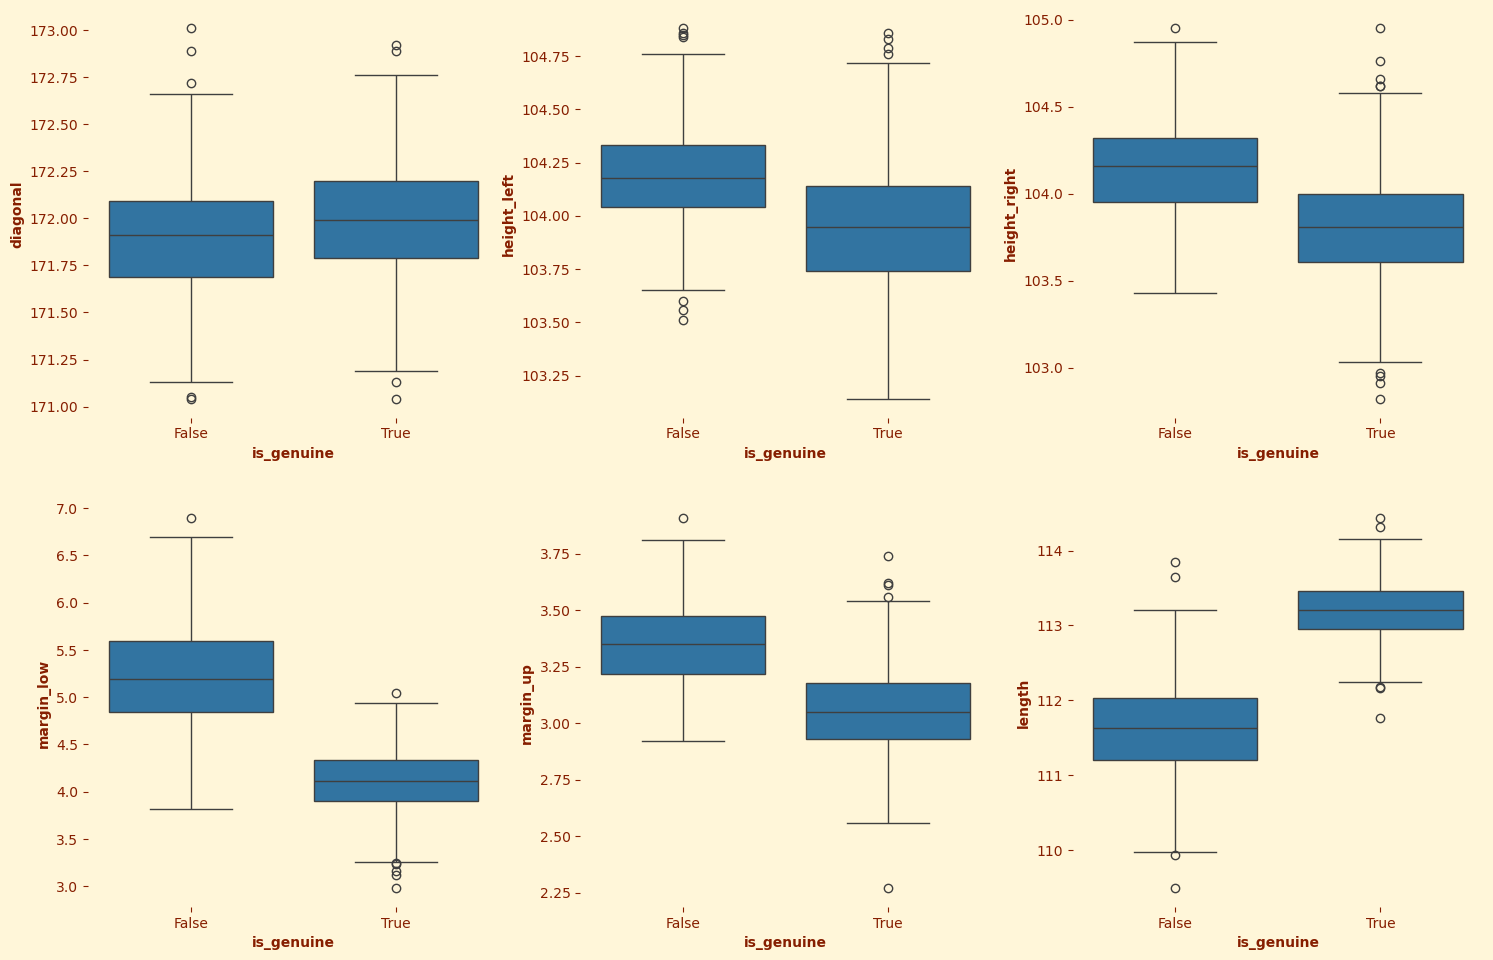 diagonal
173.00
172.75
172.50
172.25
172.00
171.75
171.50
171.25
171.00
False True
is_genuine
height_left
104.75
104.50
104.25
104.00
103.75
103.50
103.25
False True
is_genuine
height_right
105.0
104.5
104.0
103.5
103.0
False True
is_genuine
margin_low
7.0
6.5
6.0
5.5
5.0
4.5
4.0
3.5
3.0
False True
is_genuine
margin_up
3.75
3.50
3.25
3.00
2.75
2.50
2.25
False True
is_genuine
length
114
113
112
111
110
False True
is_genuine